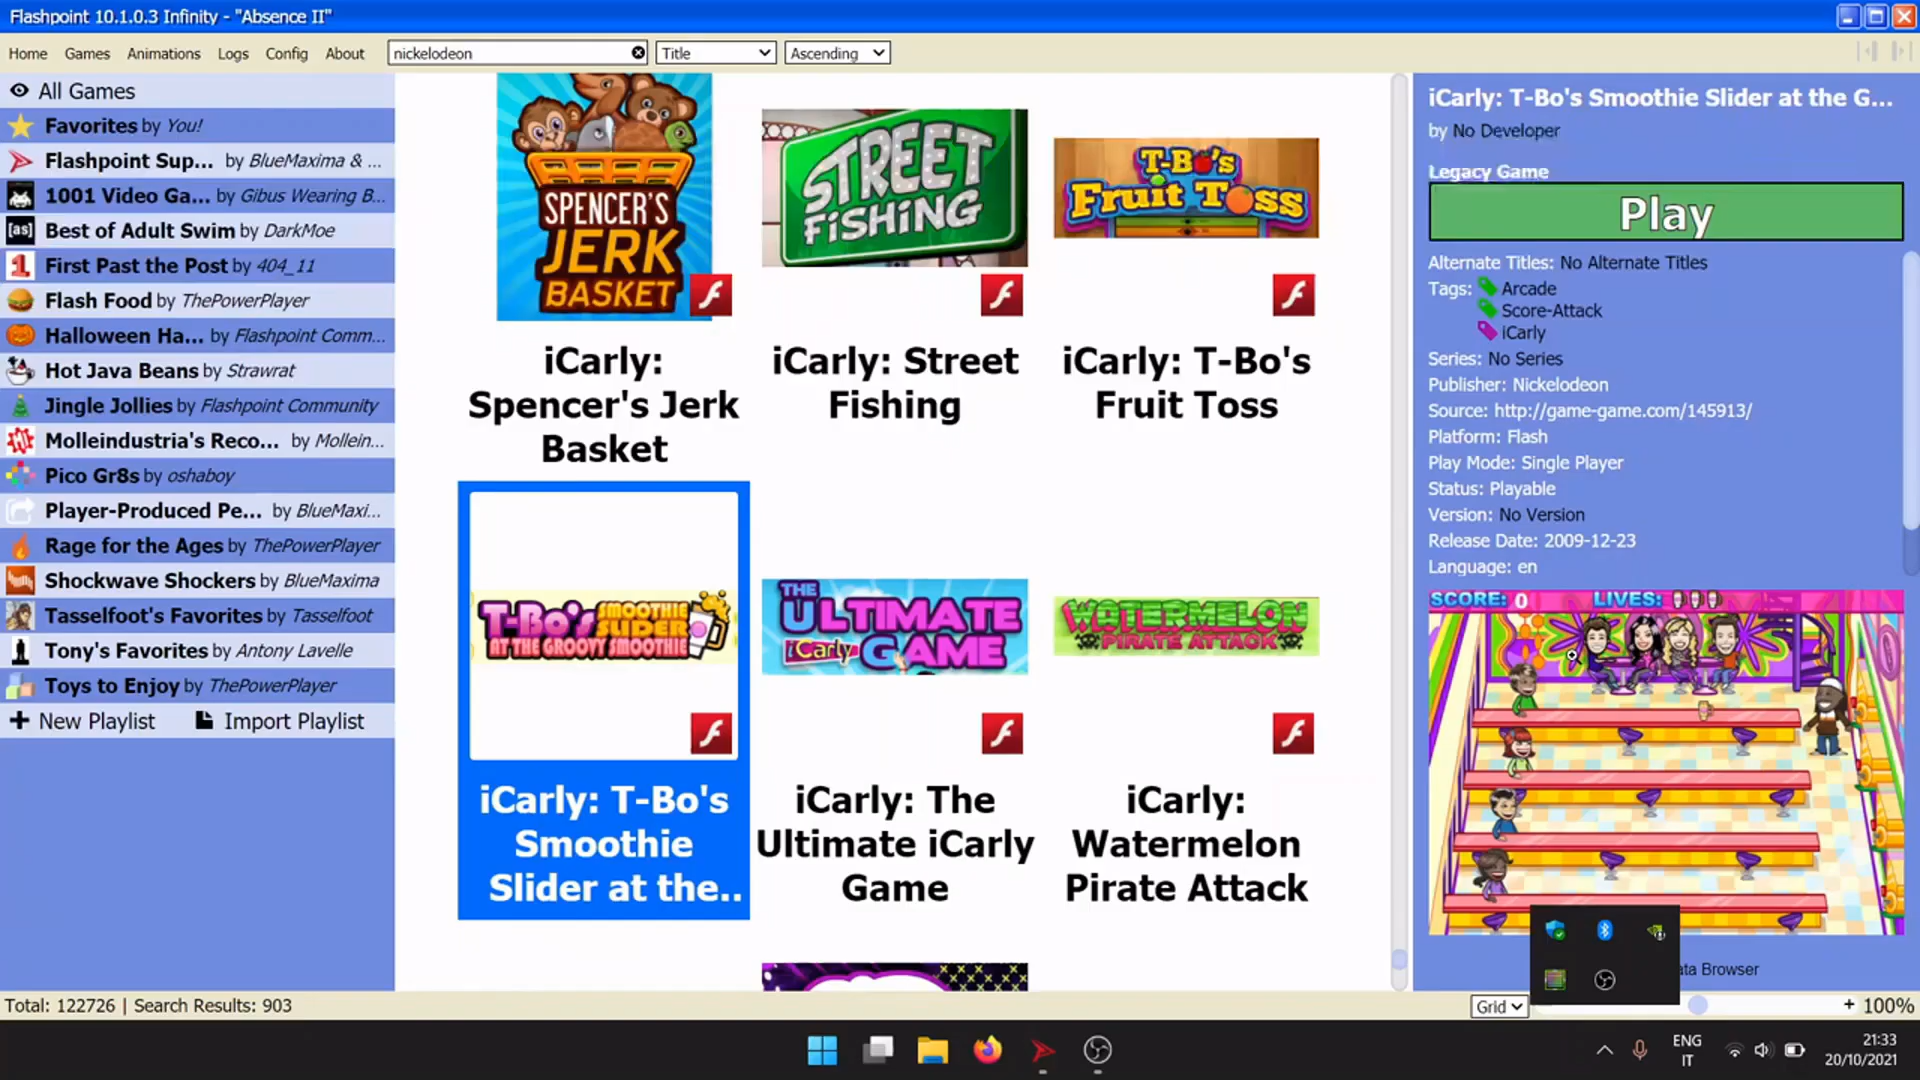 Flashpoint 10.1.0.3 Infinity - "Absence II"
Home Games Animations Logs Config About nickelodeon Title Ascending
All Games
Favorites by You!
Flashpoint Sup... by BlueMaxima & ...
1001 Video Ga... by Gibus Wearing B...
[as] Best of Adult Swim by DarkMoe
1 First Past the Post by 404_11
Flash Food by ThePowerPlayer
Halloween Ha... by Flashpoint Comm...
Hot Java Beans by Strawrat
Jingle Jollies by Flashpoint Community
Molleindustria's Reco... by Mollein...
Pico Gr8s by oshaboy
Player-Produced Pe... by BlueMaxi...
Rage for the Ages by ThePowerPlayer
Shockwave Shockers by BlueMaxima
Tasselfoot's Favorites by Tasselfoot
Tony's Favorites by Antony Lavelle
Toys to Enjoy by ThePowerPlayer
New Playlist Import Playlist
SPENCER'S
JERK
BASKET
STREET
FISHING
T-Bo's
Fruit Toss
iCarly:
Spencer's Jerk
Basket
iCarly: Street
Fishing
iCarly: T-Bo's
Fruit Toss
T-BO'S SMOOTHIE SLIDER
AT THE GROOVY SMOOTHIE
THE
ULTIMATE
iCarly GAME
WATERMELON
PIRATE ATTACK
iCarly: T-Bo's
Smoothie
Slider at the..
iCarly: The
Ultimate iCarly
Game
iCarly:
Watermelon
Pirate Attack
iCarly: T-Bo's Smoothie Slider at the G...
by No Developer
Legacy Game
Play
Alternate Titles: No Alternate Titles
Tags: Arcade
Score-Attack
iCarly
Series: No Series
Publisher: Nickelodeon
Source: http://game-game.com/145913/
Platform: Flash
Play Mode: Single Player
Status: Playable
Version: No Version
Release Date: 2009-12-23
Language: en
SCORE: 0 LIVES:
ata Browser
Total: 122726 | Search Results: 903
Grid + 100%
ENG
IT
21:33
20/10/2021